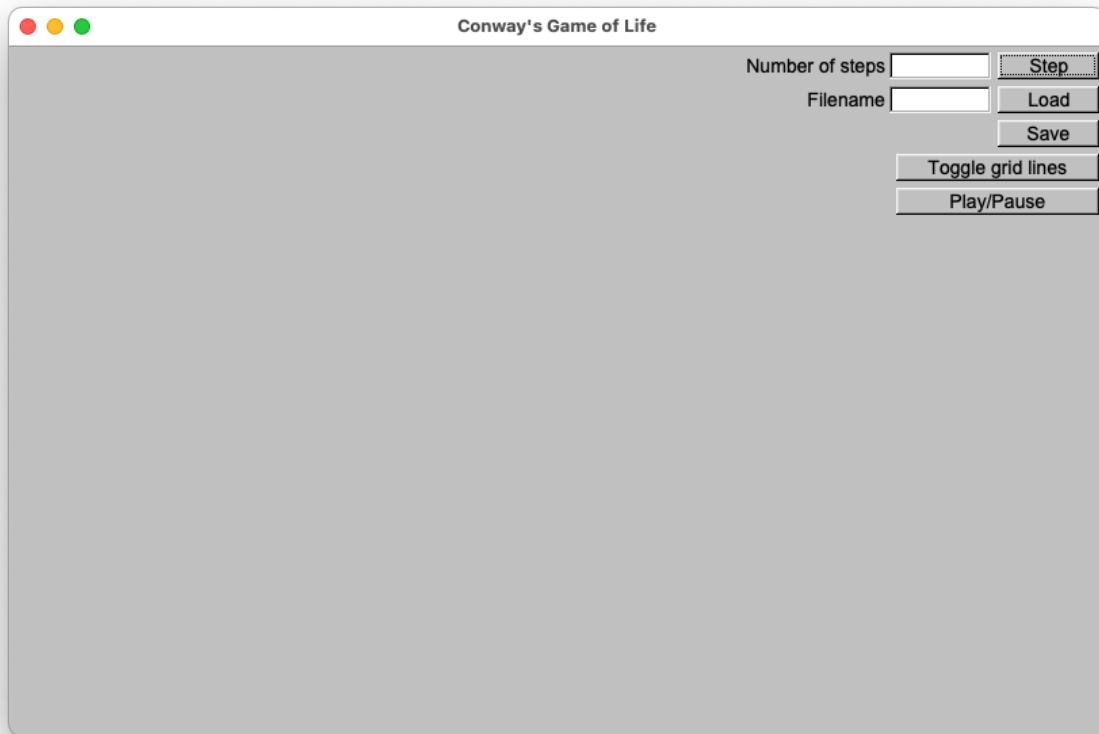 Conway's Game of Life
Number of steps Step
Filename Load
Save
Toggle grid lines
Play/Pause